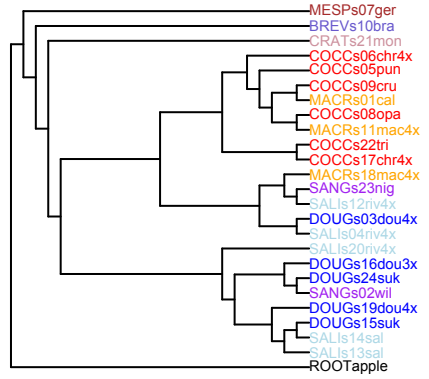 MESPs07ger
BREVs10bra
CRATs21mon
COCCs06chr4x
COCCs05pun
COCCs09cru
MACRs01cal
COCCs08opa
MACRs11mac4x
COCCs22tri
COCCs17chr4x
MACRs18mac4x
SANGs23nig
SALIs12riv4x
DOUGs03dou4x
SALIs04riv4x
SALIs20riv4x
DOUGs16dou3x
DOUGs24suk
SANGs02wil
DOUGs19dou4x
DOUGs15suk
SALIs14sal
SALIs13sal
ROOTapple